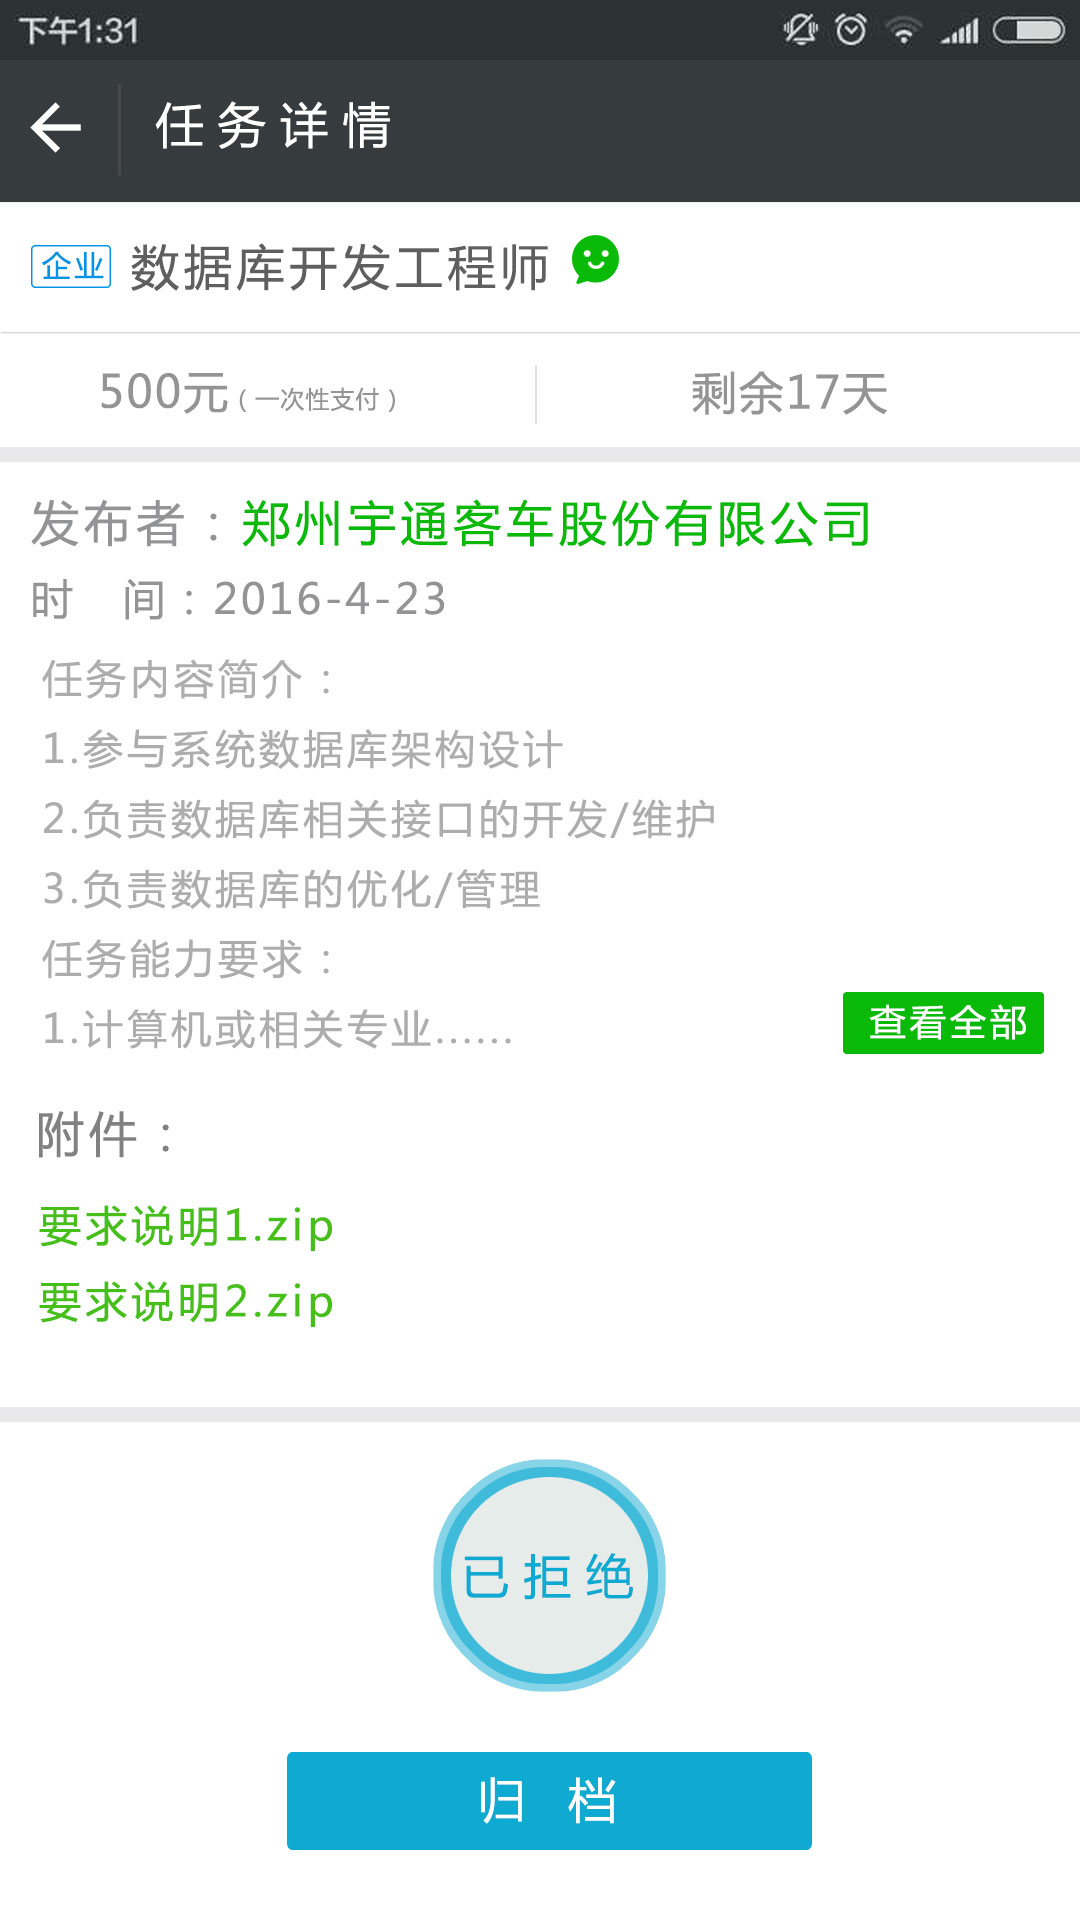 下午1:31
任务详情
企业 数据库开发工程师
500元（一次性支付） 剩余17天
发布者：郑州宇通客车股份有限公司
时 间：2016-4-23
任务内容简介：
1.参与系统数据库架构设计
2.负责数据库相关接口的开发/维护
3.负责数据库的优化/管理
任务能力要求：
1.计算机或相关专业......
查看全部
附件：
要求说明1.zip
要求说明2.zip
已拒绝
归 档